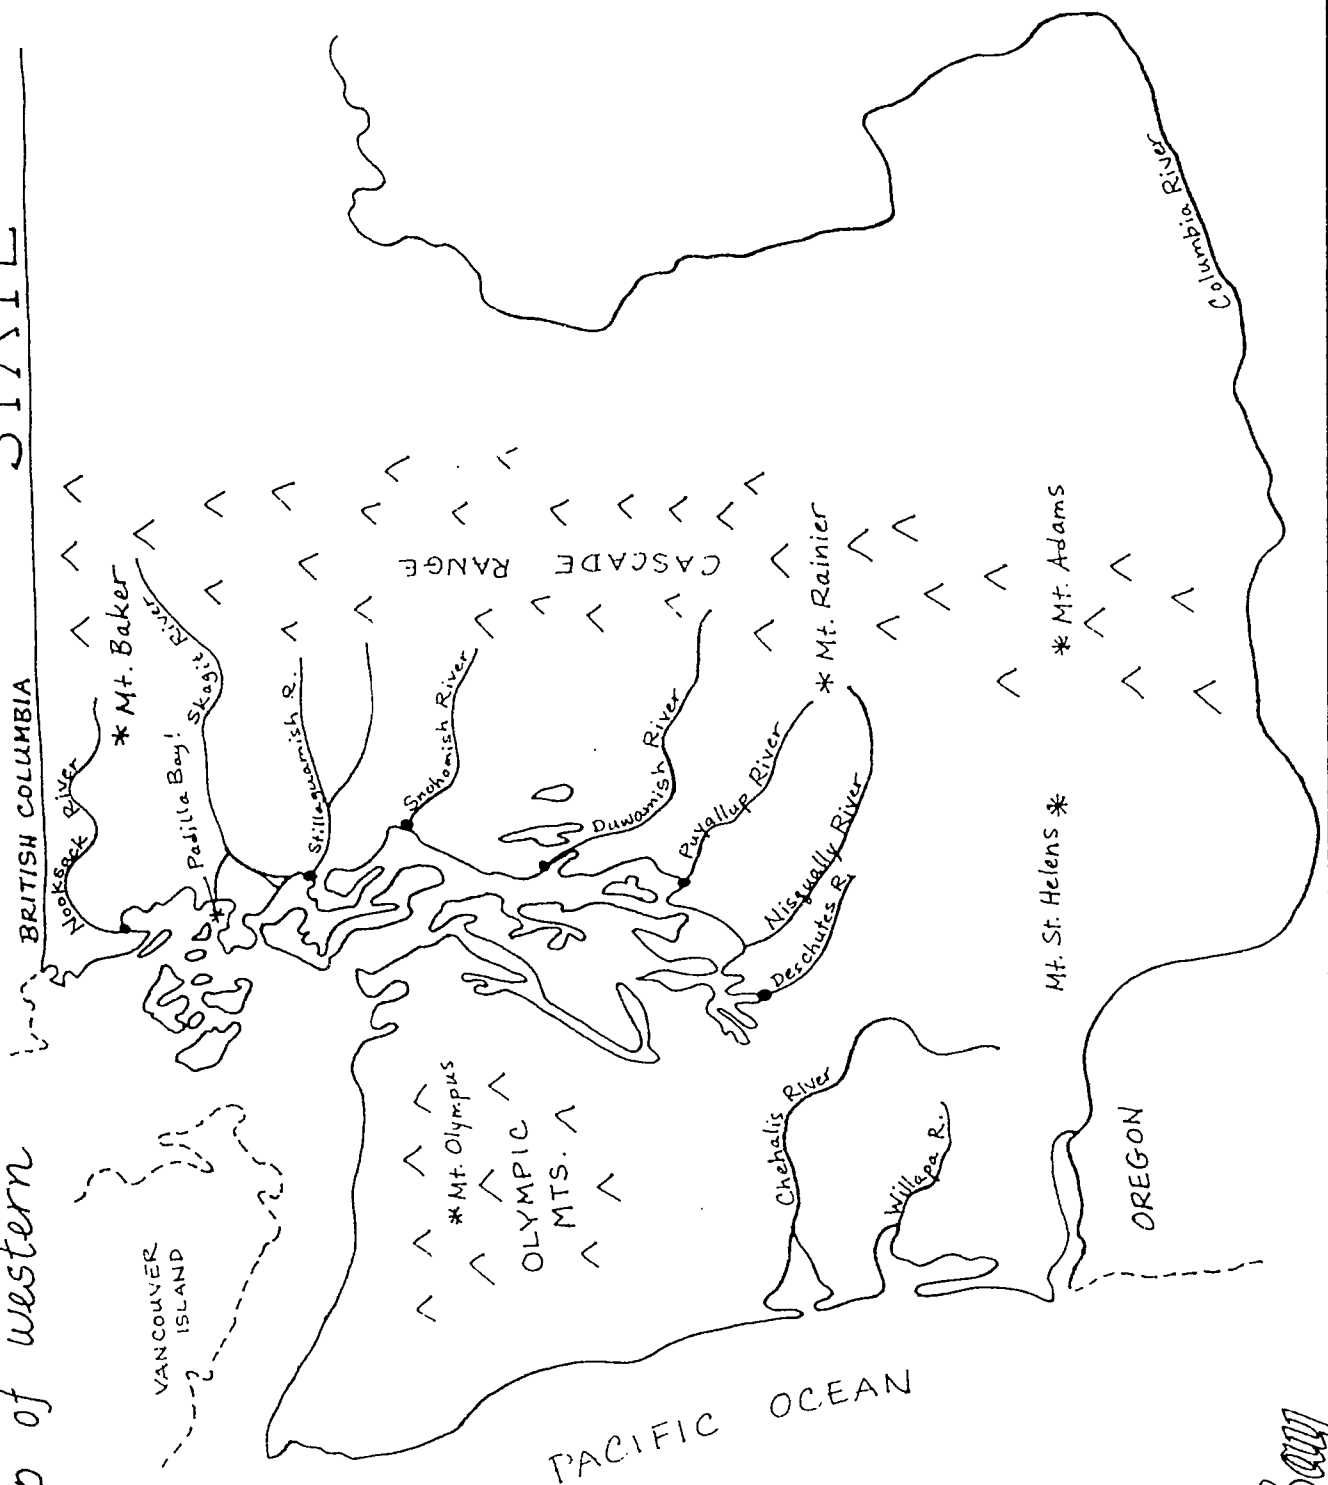 of western
STATE
BRITISH COLUMBIA
VANCOUVER
ISLAND
Nooksack River
* Mt. Baker
Padilla Bay!
Skagit River
Stillaguamish R.
Snohomish River
CASCADE RANGE
Duwamish River
Puyallup River
* Mt. Rainier
Nisqually River
Deschutes R.
* Mt. Olympus
OLYMPIC
MTS.
Chehalis River
Willapa R.
Mt. St. Helens *
* Mt. Adams
Columbia River
OREGON
PACIFIC OCEAN